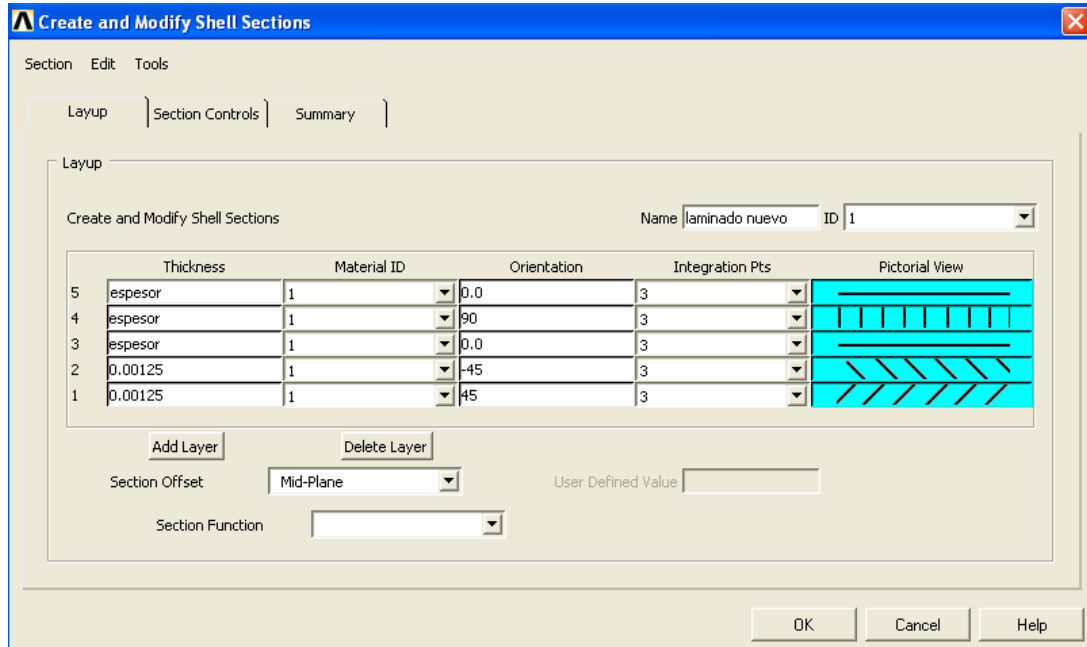 Create and Modify Shell Sections
Section Edit Tools
Layup Section Controls Summary
Layup
Create and Modify Shell Sections Name laminado nuevo ID 1
Thickness Material ID Orientation Integration Pts Pictorial View
5 espesor 1 0.0 3
4 espesor 1 90 3
3 espesor 1 0.0 3
2 0.00125 1 -45 3
1 0.00125 1 45 3
Add Layer Delete Layer
Section Offset Mid-Plane User Defined Value
Section Function
OK Cancel Help